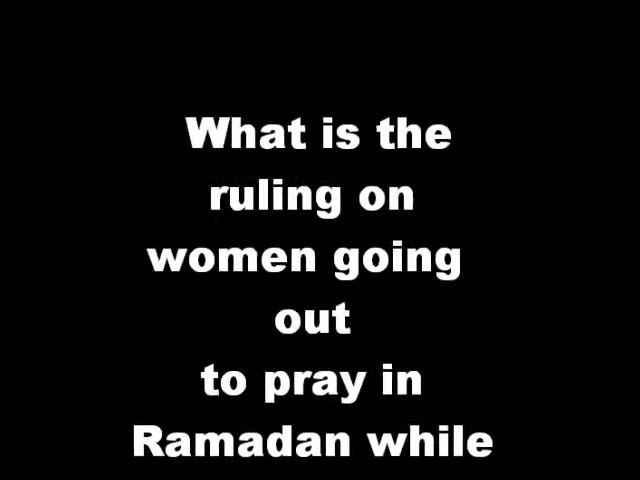 What is the
ruling on
women going
out
to pray in
Ramadan while